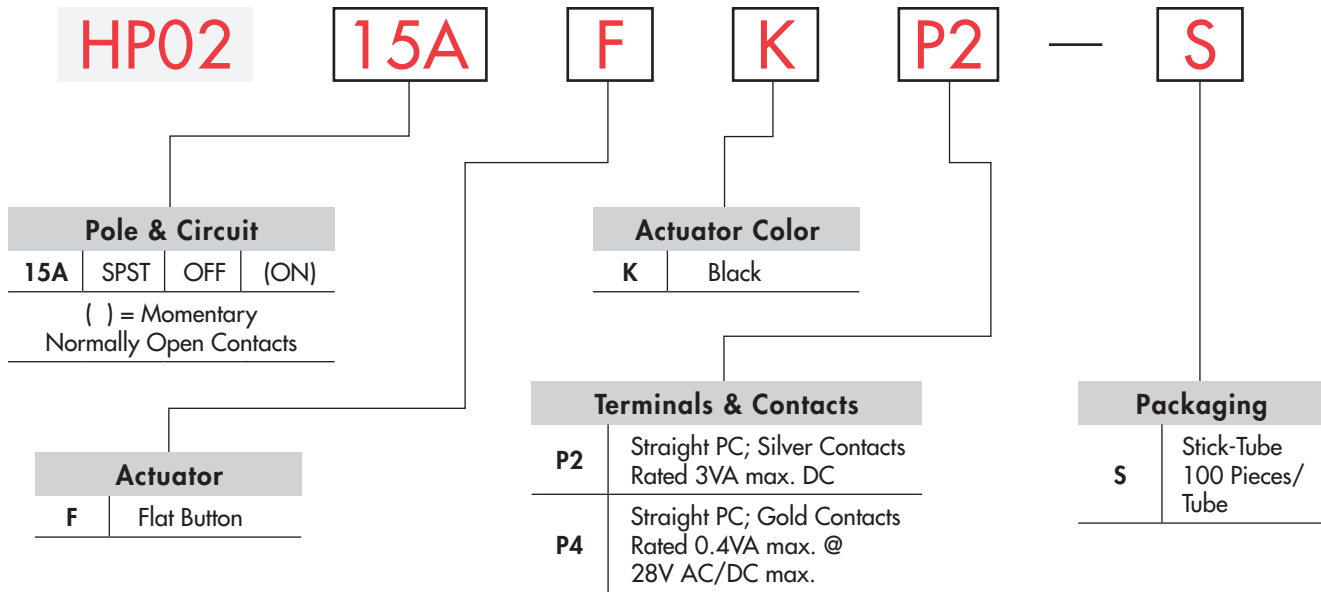 HP02 15A F K P2 — S
Pole & Circuit
15A SPST OFF (ON)
( ) = Momentary
Normally Open Contacts
Actuator Color
K Black
Actuator
F Flat Button
Terminals & Contacts
P2 Straight PC; Silver Contacts
Rated 3VA max. DC
P4 Straight PC; Gold Contacts
Rated 0.4VA max. @
28V AC/DC max.
Packaging
S Stick-Tube
100 Pieces/
Tube